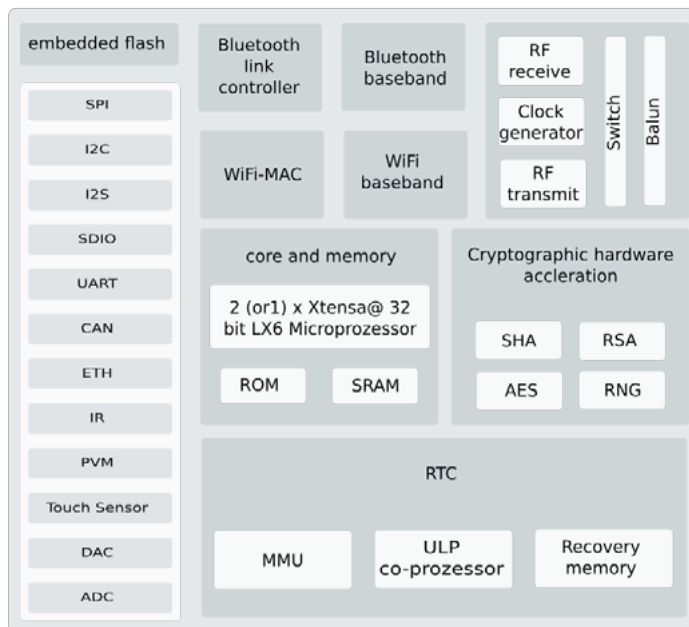 embedded flash
SPI
I2C
I2S
SDIO
UART
CAN
ETH
IR
PVM
Touch Sensor
DAC
ADC
Bluetooth
link
controller
Bluetooth
baseband
WiFi-MAC
WiFi
baseband
RF
receive
Clock
generator
RF
transmit
Switch
Balun
core and memory
2 (or1) x Xtensa@ 32
bit LX6 Microprozessor
ROM
SRAM
Cryptographic hardware
accleration
SHA
RSA
AES
RNG
RTC
MMU
ULP
co-prozessor
Recovery
memory